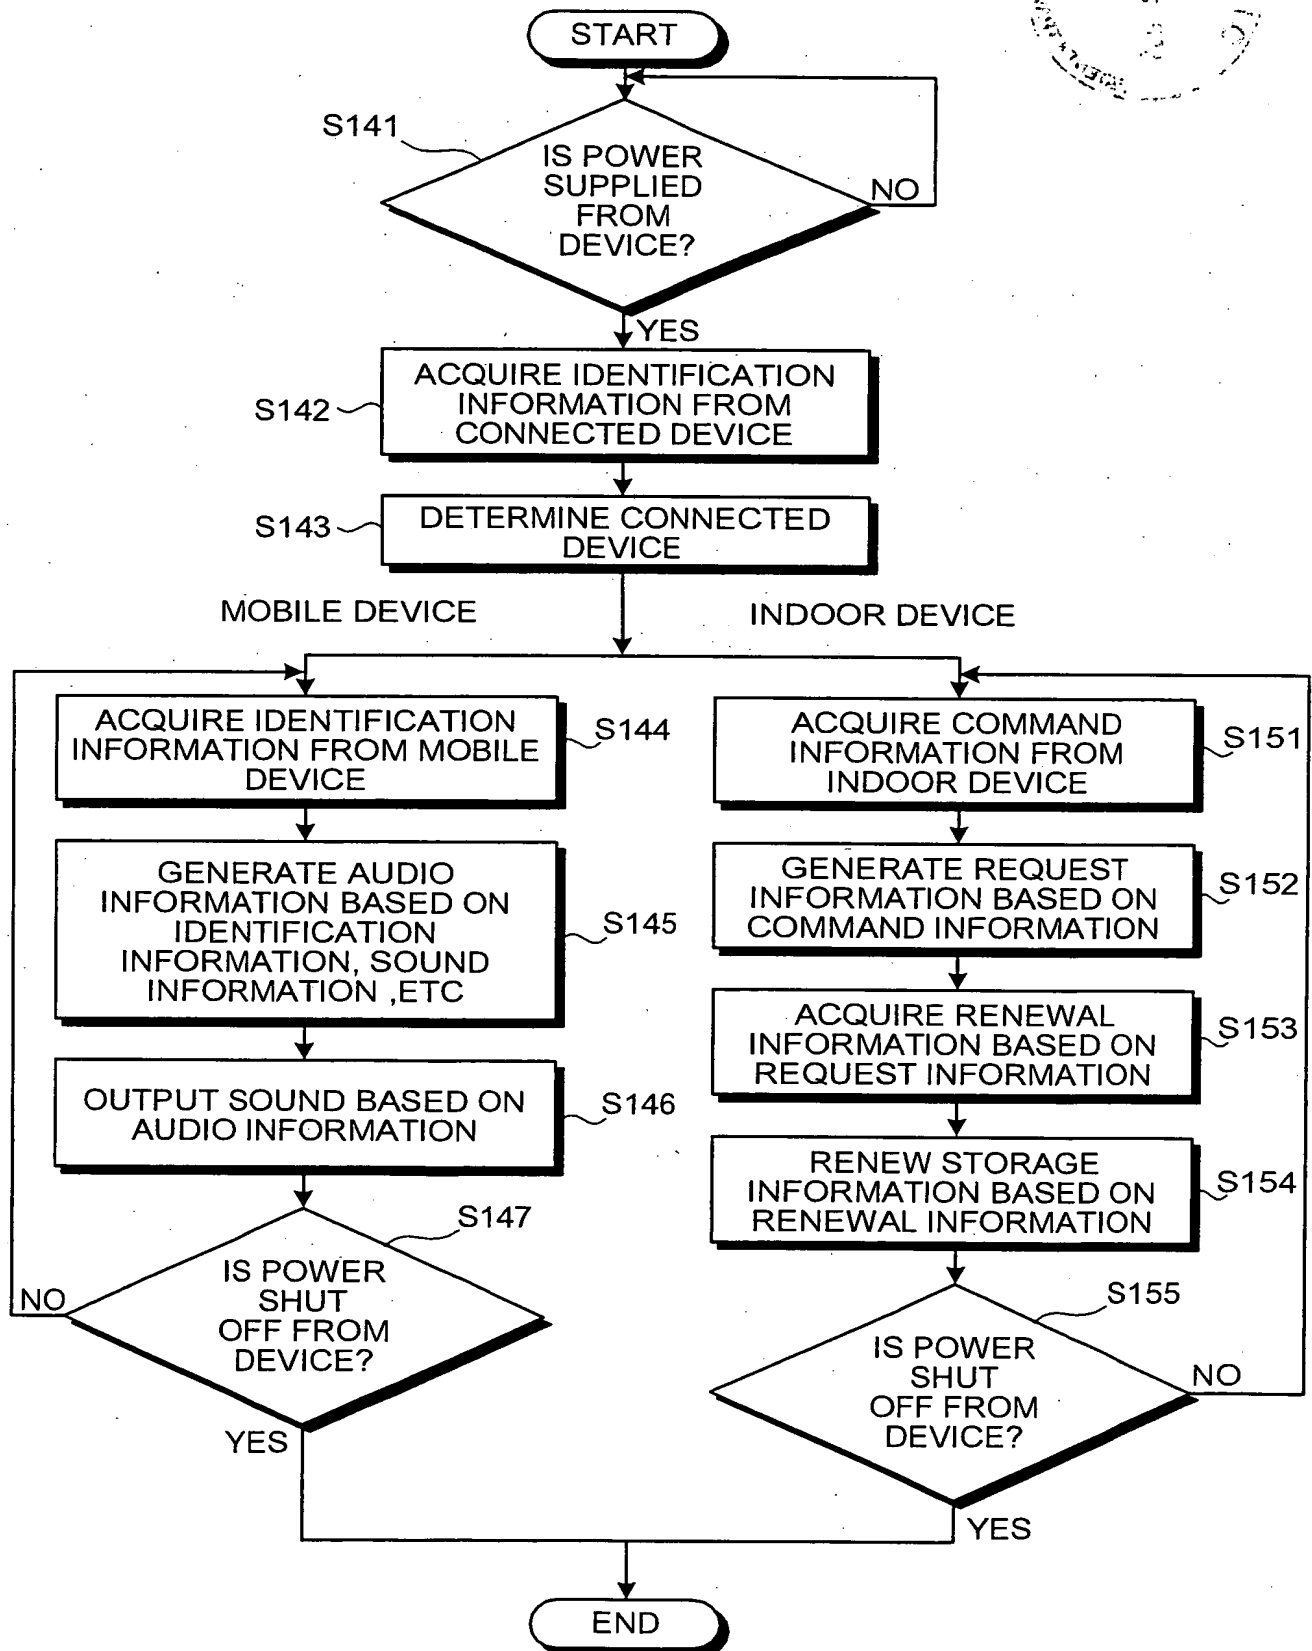 START
S141
IS POWER
SUPPLIED
FROM
DEVICE?
NO
YES
S142
ACQUIRE IDENTIFICATION
INFORMATION FROM
CONNECTED DEVICE
S143
DETERMINE CONNECTED
DEVICE
MOBILE DEVICE
INDOOR DEVICE
ACQUIRE IDENTIFICATION
INFORMATION FROM MOBILE
DEVICE
S144
GENERATE AUDIO
INFORMATION BASED ON
IDENTIFICATION
INFORMATION, SOUND
INFORMATION ,ETC
S145
OUTPUT SOUND BASED ON
AUDIO INFORMATION
S146
S147
IS POWER
SHUT
OFF FROM
DEVICE?
NO
YES
ACQUIRE COMMAND
INFORMATION FROM
INDOOR DEVICE
S151
GENERATE REQUEST
INFORMATION BASED ON
COMMAND INFORMATION
S152
ACQUIRE RENEWAL
INFORMATION BASED ON
REQUEST INFORMATION
S153
RENEW STORAGE
INFORMATION BASED ON
RENEWAL INFORMATION
S154
S155
IS POWER
SHUT
OFF FROM
DEVICE?
NO
YES
END